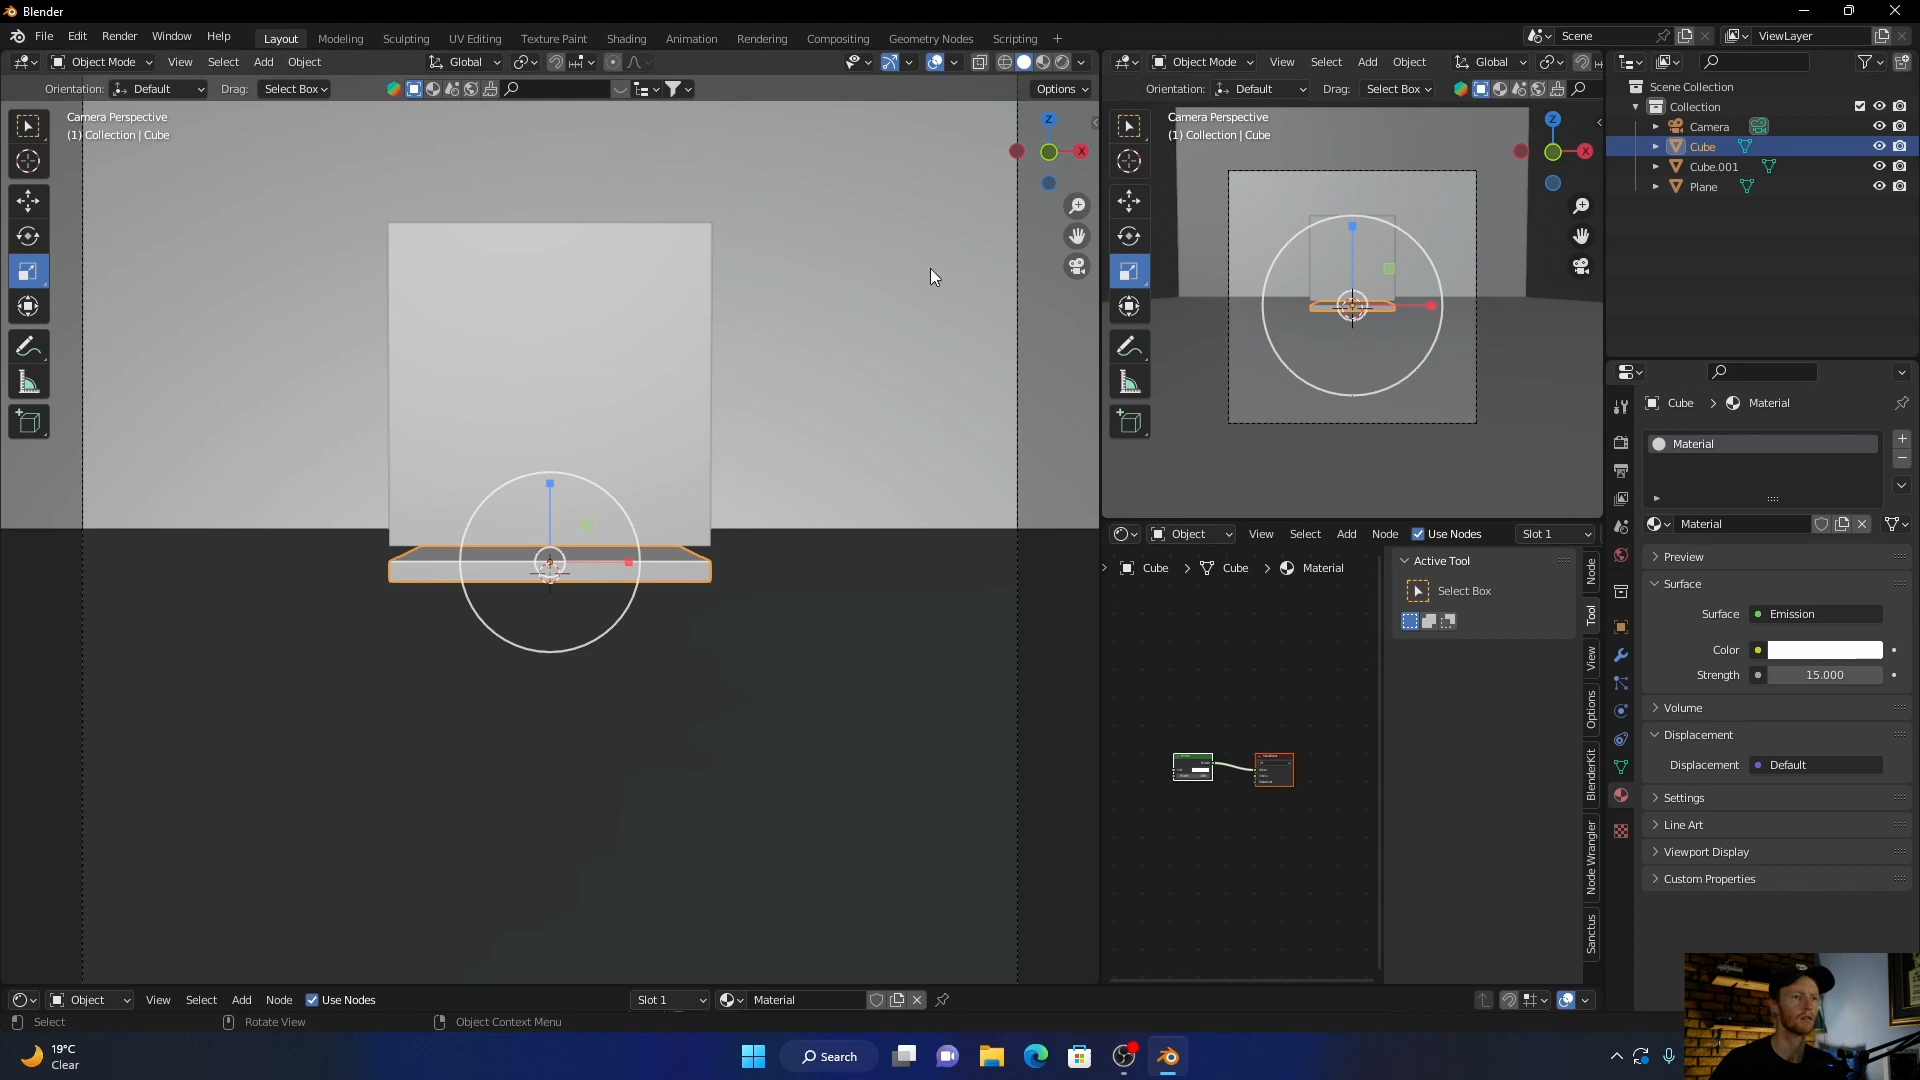 Blender
File Edit Render Window Help
Layout Modeling Sculpting UV Editing Texture Paint Shading Animation Rendering Compositing Geometry Nodes Scripting +
Scene
ViewLayer
Object Mode View Select Add Object
Global
Object Mode View Select Add Object
Global
Orientation: Default Drag: Select Box
Options
Orientation: Default Drag: Select Box
Camera Perspective
(1) Collection | Cube
Z
X
Camera Perspective
(1) Collection | Cube
Z
X
Scene Collection
Collection
Camera
Cube
Cube.001
Plane
Cube > Material
Material
Material
Preview
Surface
Surface Emission
Color
Strength 15.000
Volume
Displacement
Displacement Default
Settings
Line Art
Viewport Display
Custom Properties
Object View Select Add Node Use Nodes Slot 1
Cube > Cube > Material
Active Tool
Select Box
Node
Tool
View
Options
BlenderKit
Node Wrangler
Sanctus
Object View Select Add Node Use Nodes
Slot 1
Material
Select
Rotate View
Object Context Menu
19°C
Clear
Search